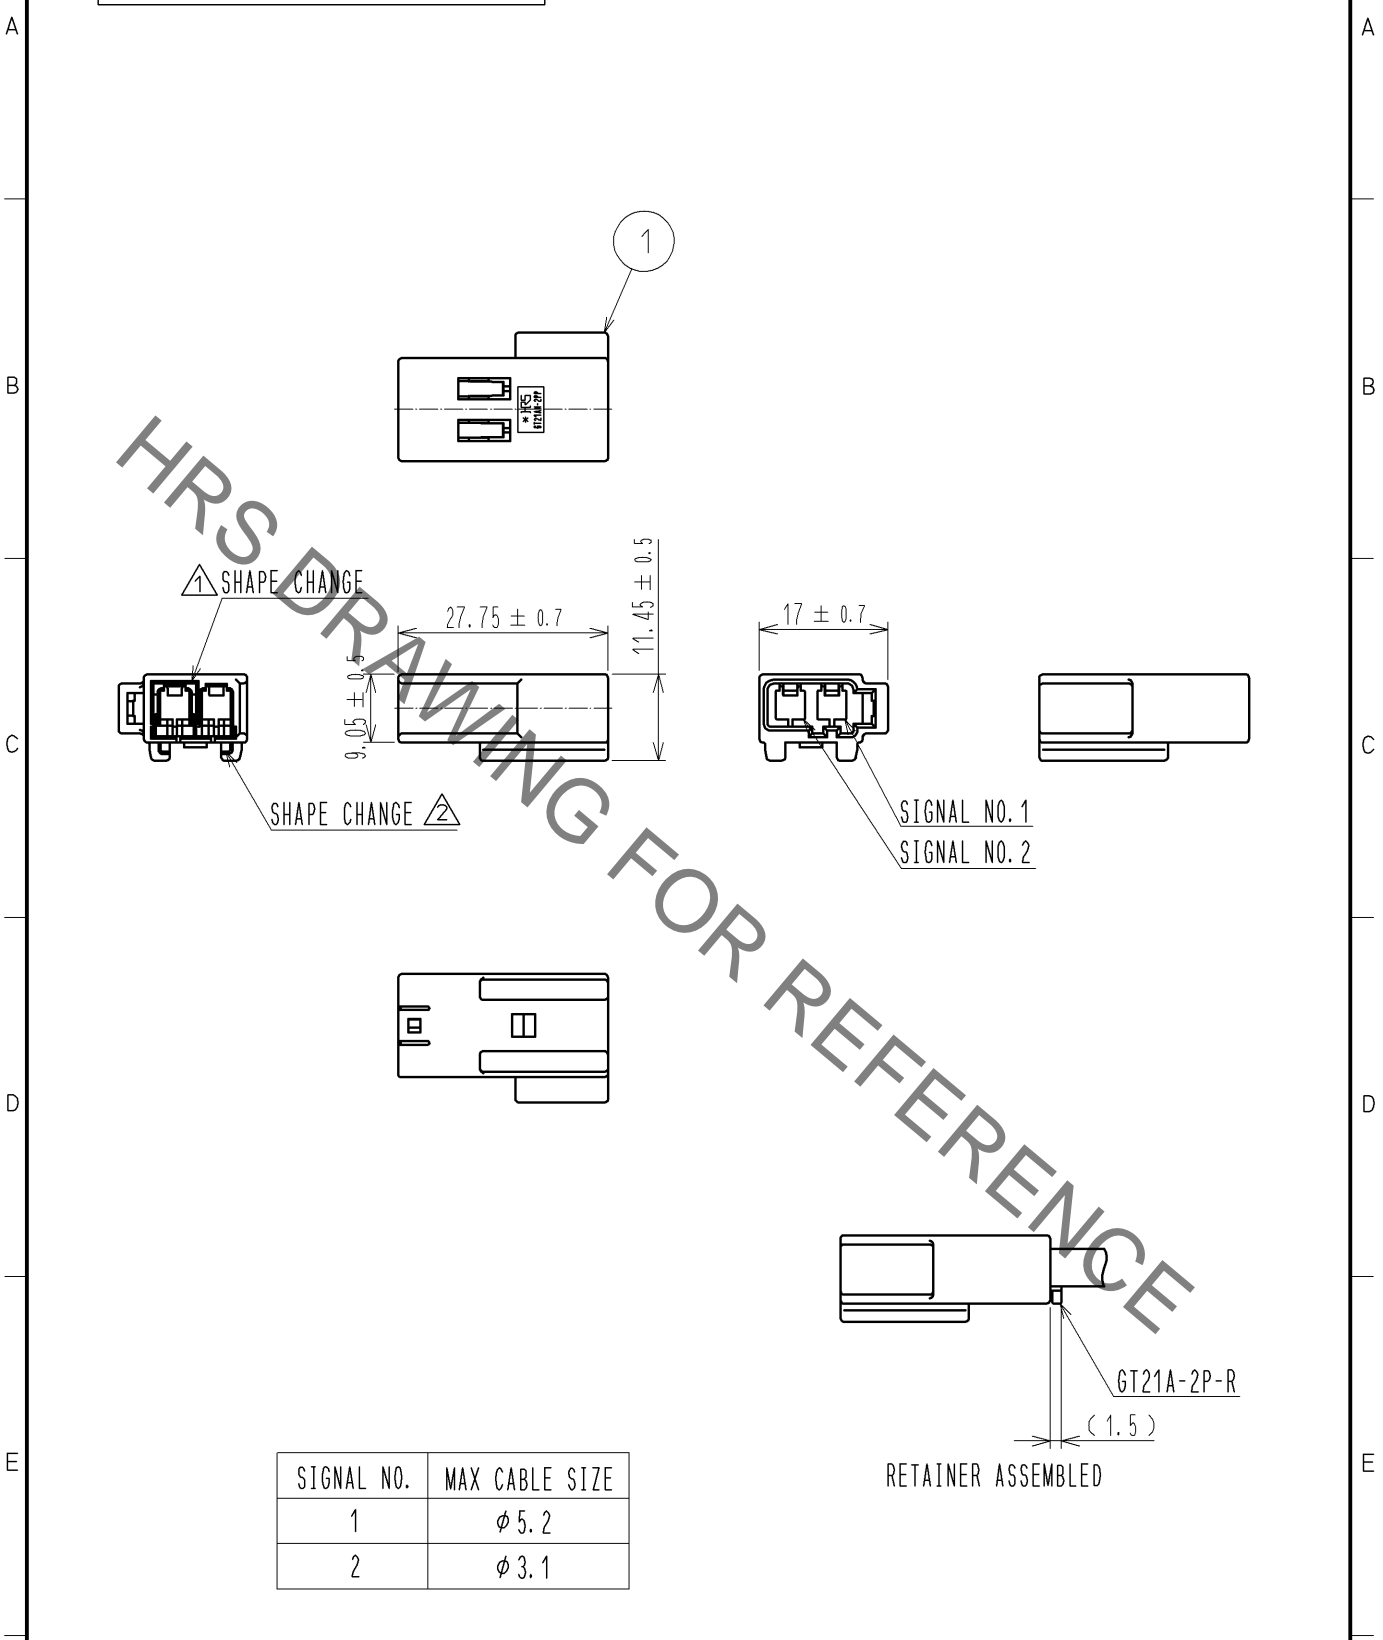 A
A
1
B
B
* HRS
GT21AN-2PP
HRS DRAWING FOR REFERENCE
1 SHAPE CHANGE
27.75 ± 0.7
11.45 ± 0.5
17 ± 0.7
9.05 ± 0.5
C
C
SHAPE CHANGE 2
SIGNAL NO.1
SIGNAL NO.2
D
D
GT21A-2P-R
(1.5)
RETAINER ASSEMBLED
E
E
SIGNAL NO. MAX CABLE SIZE
1 φ5.2
2 φ3.1